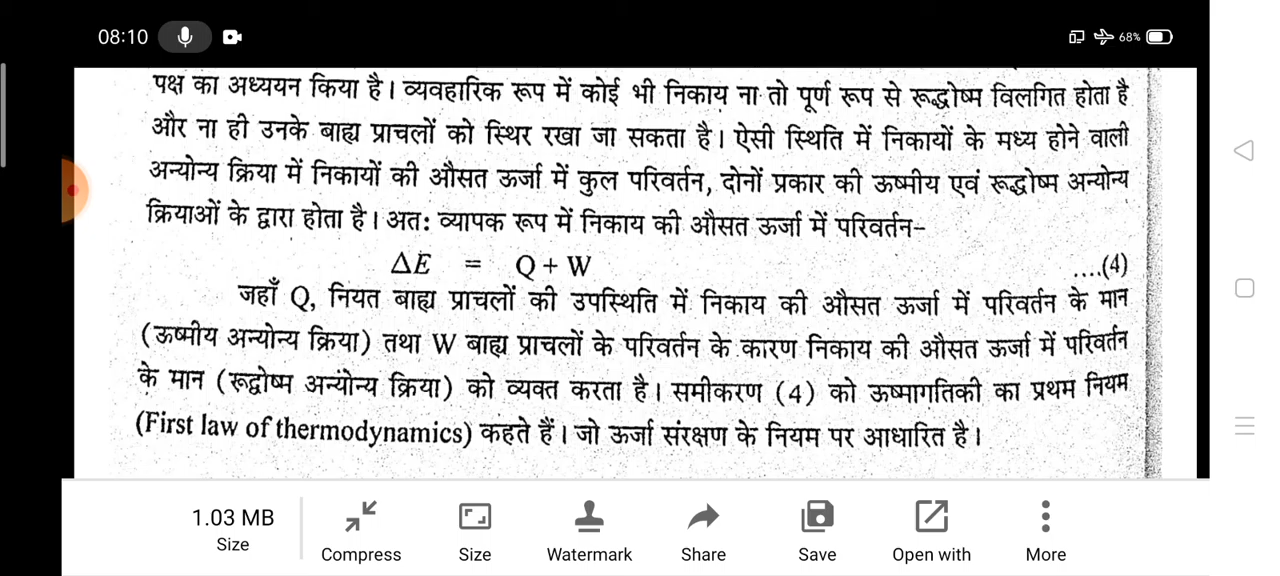 08:10
68%
पक्ष का अध्ययन किया है। व्यवहारिक रूप में कोई भी निकाय ना तो पूर्ण रूप से रूद्धोष्म विलगित होता है
और ना ही उनके बाह्य प्राचलों को स्थिर रखा जा सकता है। ऐसी स्थिति में निकायों के मध्य होने वाली
अन्योन्य क्रिया में निकायों की औसत ऊर्जा में कुल परिवर्तन, दोनों प्रकार की ऊष्मीय एवं रूद्धोष्म अन्योन्य
क्रियाओं के द्वारा होता है। अतः व्यापक रूप में निकाय की औसत ऊर्जा में परिवर्तन-
ΔE = Q + W ....(4)
जहाँ Q, नियत बाह्य प्राचलों की उपस्थिति में निकाय की औसत ऊर्जा में परिवर्तन के मान
(ऊष्मीय अन्योन्य क्रिया) तथा W बाह्य प्राचलों के परिवर्तन के कारण निकाय की औसत ऊर्जा में परिवर्तन
के मान (रूद्वोष्म अन्योन्य क्रिया) को व्यक्त करता है। समीकरण (4) को ऊष्मागतिकी का प्रथम नियम
(First law of thermodynamics) कहते हैं। जो ऊर्जा संरक्षण के नियम पर आधारित है।
1.03 MB
Size
Compress
Size
Watermark
Share
Save
Open with
More